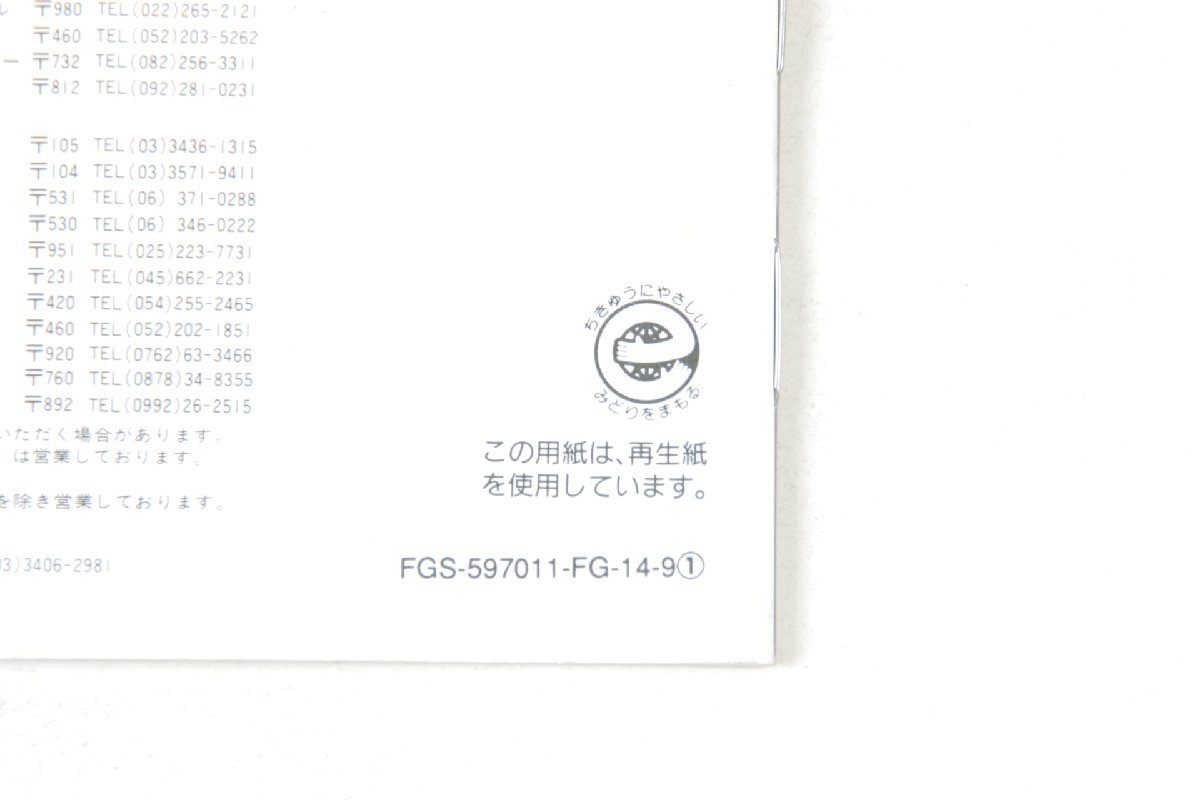 〒980 TEL(022)265-2121
〒460 TEL(052)203-5262
ー 〒732 TEL(082)256-3311
〒812 TEL(092)281-0231
〒105 TEL(03)3436-1315
〒104 TEL(03)3571-9411
〒531 TEL(06) 371-0288
〒530 TEL(06) 346-0222
〒951 TEL(025)223-7731
〒231 TEL(045)662-2231
〒420 TEL(054)255-2465
〒460 TEL(052)202-1851
〒920 TEL(0762)63-3466
〒760 TEL(0878)34-8355
〒892 TEL(0992)26-2515
いただく場合があります。
は営業しております。
を除き営業しております。
3)3406-2981
ちきゅうにやさしい
みどりをまもる
この用紙は、再生紙
を使用しています。
FGS-597011-FG-14-9①